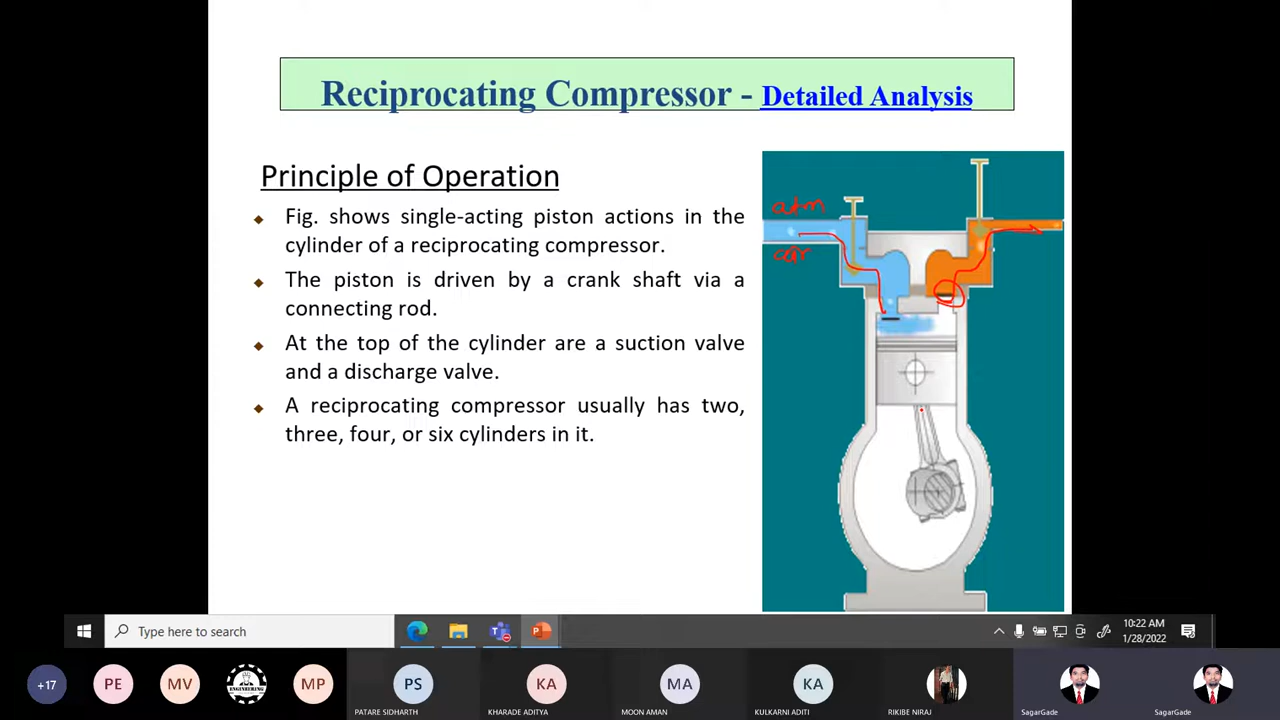 Reciprocating Compressor - Detailed Analysis
Principle of Operation
Fig. shows single-acting piston actions in the
cylinder of a reciprocating compressor.
The piston is driven by a crank shaft via a
connecting rod.
At the top of the cylinder are a suction valve
and a discharge valve.
A reciprocating compressor usually has two,
three, four, or six cylinders in it.
atm
air
Type here to search
10:22 AM
1/28/2022
+17
PE
MV
ENGINEERING
MP
PS
KA
MA
KA
PATARE SIDHARTH
KHARADE ADITYA
MOON AMAN
KULKARNI ADITI
RIKIBE NIRAJ
SagarGade
SagarGade